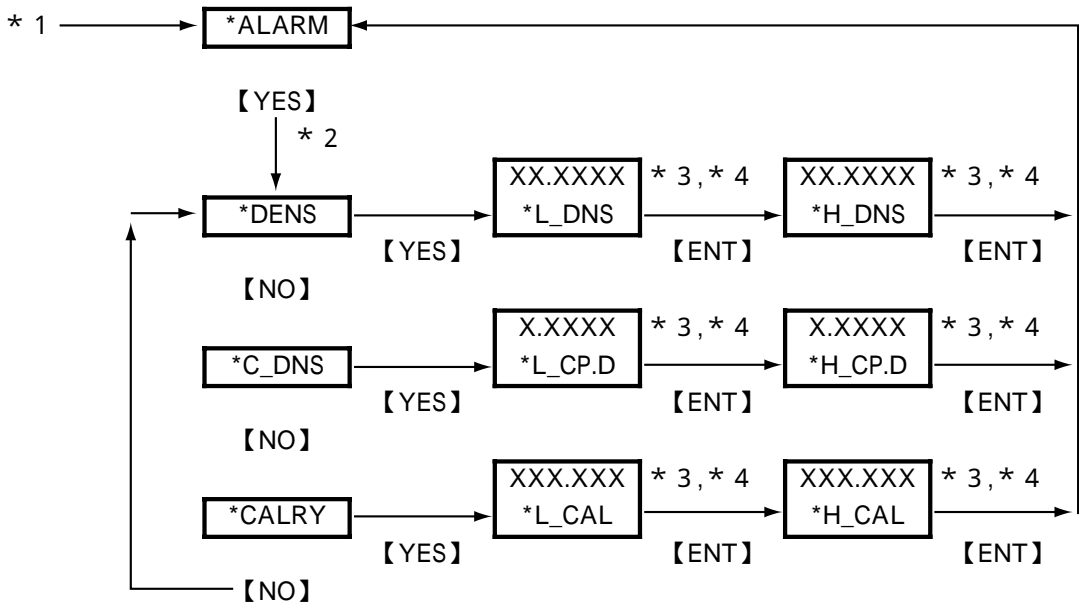 * 1 *ALARM
【YES】
* 2
XX.XXXX * 3,* 4 XX.XXXX * 3,* 4
*DENS *L_DNS *H_DNS
【YES】 【ENT】 【ENT】
【NO】
X.XXXX * 3,* 4 X.XXXX * 3,* 4
*C_DNS *L_CP.D *H_CP.D
【YES】 【ENT】 【ENT】
【NO】
XXX.XXX * 3,* 4 XXX.XXX * 3,* 4
*CALRY *L_CAL *H_CAL
【YES】 【ENT】 【ENT】
【NO】